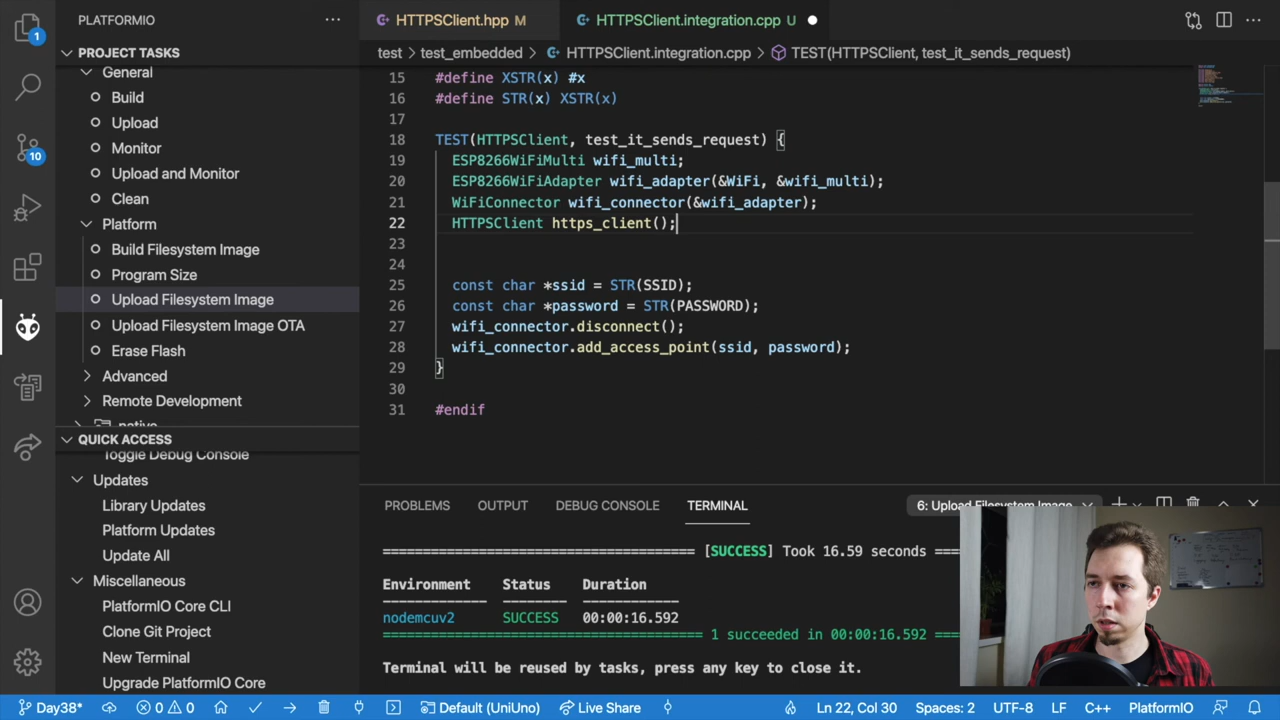 PLATFORMIO
PROJECT TASKS
General
Build
Upload
Monitor
Upload and Monitor
Clean
Platform
Build Filesystem Image
Program Size
Upload Filesystem Image
Upload Filesystem Image OTA
Erase Flash
Advanced
Remote Development
native
QUICK ACCESS
Toggle Debug Console
Updates
Library Updates
Platform Updates
Update All
Miscellaneous
PlatformIO Core CLI
Clone Git Project
New Terminal
Upgrade PlatformIO Core
1
10
HTTPSClient.hpp M
HTTPSClient.integration.cpp U
test > test_embedded > HTTPSClient.integration.cpp > TEST(HTTPSClient, test_it_sends_request)
15 #define XSTR(x) #x
16 #define STR(x) XSTR(x)
17
18 TEST(HTTPSClient, test_it_sends_request) {
19 ESP8266WiFiMulti wifi_multi;
20 ESP8266WiFiAdapter wifi_adapter(&WiFi, &wifi_multi);
21 WiFiConnector wifi_connector(&wifi_adapter);
22 HTTPSClient https_client();
23
24
25 const char *ssid = STR(SSID);
26 const char *password = STR(PASSWORD);
27 wifi_connector.disconnect();
28 wifi_connector.add_access_point(ssid, password);
29 }
30
31 #endif
PROBLEMS OUTPUT DEBUG CONSOLE TERMINAL 6: Upload Filesystem Image
===================================== [SUCCESS] Took 16.59 seconds ===
Environment Status Duration
------------- -------- ------------
nodemcuv2 SUCCESS 00:00:16.592
====================================== 1 succeeded in 00:00:16.592 ===
Terminal will be reused by tasks, press any key to close it.
Day38* 0 0 Default (UniUno) Live Share Ln 22, Col 30 Spaces: 2 UTF-8 LF C++ PlatformIO